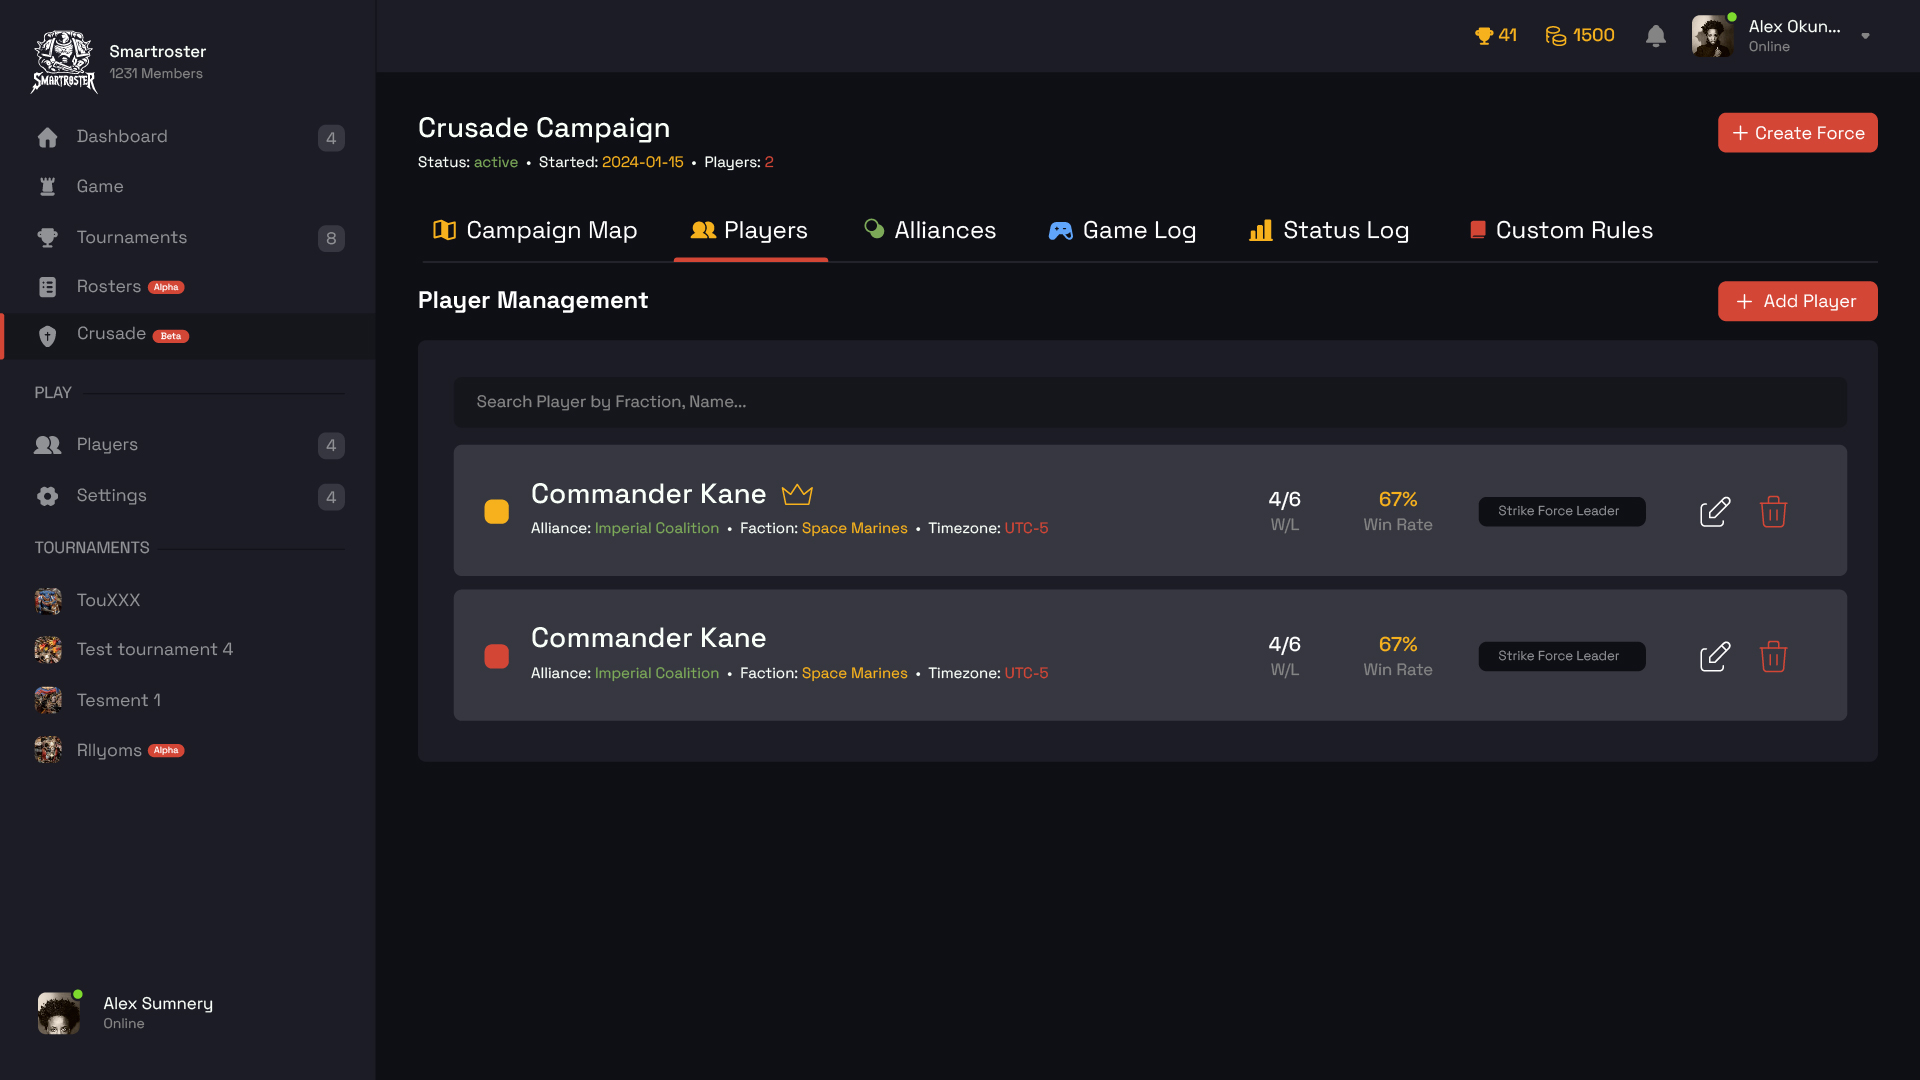 SMARTROSTER
Smartroster
1231 Members
Dashboard 4
Game
Tournaments 8
Rosters Alpha
Crusade Beta
PLAY
Players 4
Settings 4
TOURNAMENTS
TouXXX
Test tournament 4
Tesment 1
Rllyoms Alpha
Alex Sumnery
Online
41 1500
Alex Okun...
Online
Crusade Campaign
Status: active • Started: 2024-01-15 • Players: 2
+ Create Force
Campaign Map Players Alliances Game Log Status Log Custom Rules
Player Management
+ Add Player
Search Player by Fraction, Name...
Commander Kane
Alliance: Imperial Coalition • Faction: Space Marines • Timezone: UTC-5
4/6
W/L
67%
Win Rate
Strike Force Leader
Commander Kane
Alliance: Imperial Coalition • Faction: Space Marines • Timezone: UTC-5
4/6
W/L
67%
Win Rate
Strike Force Leader